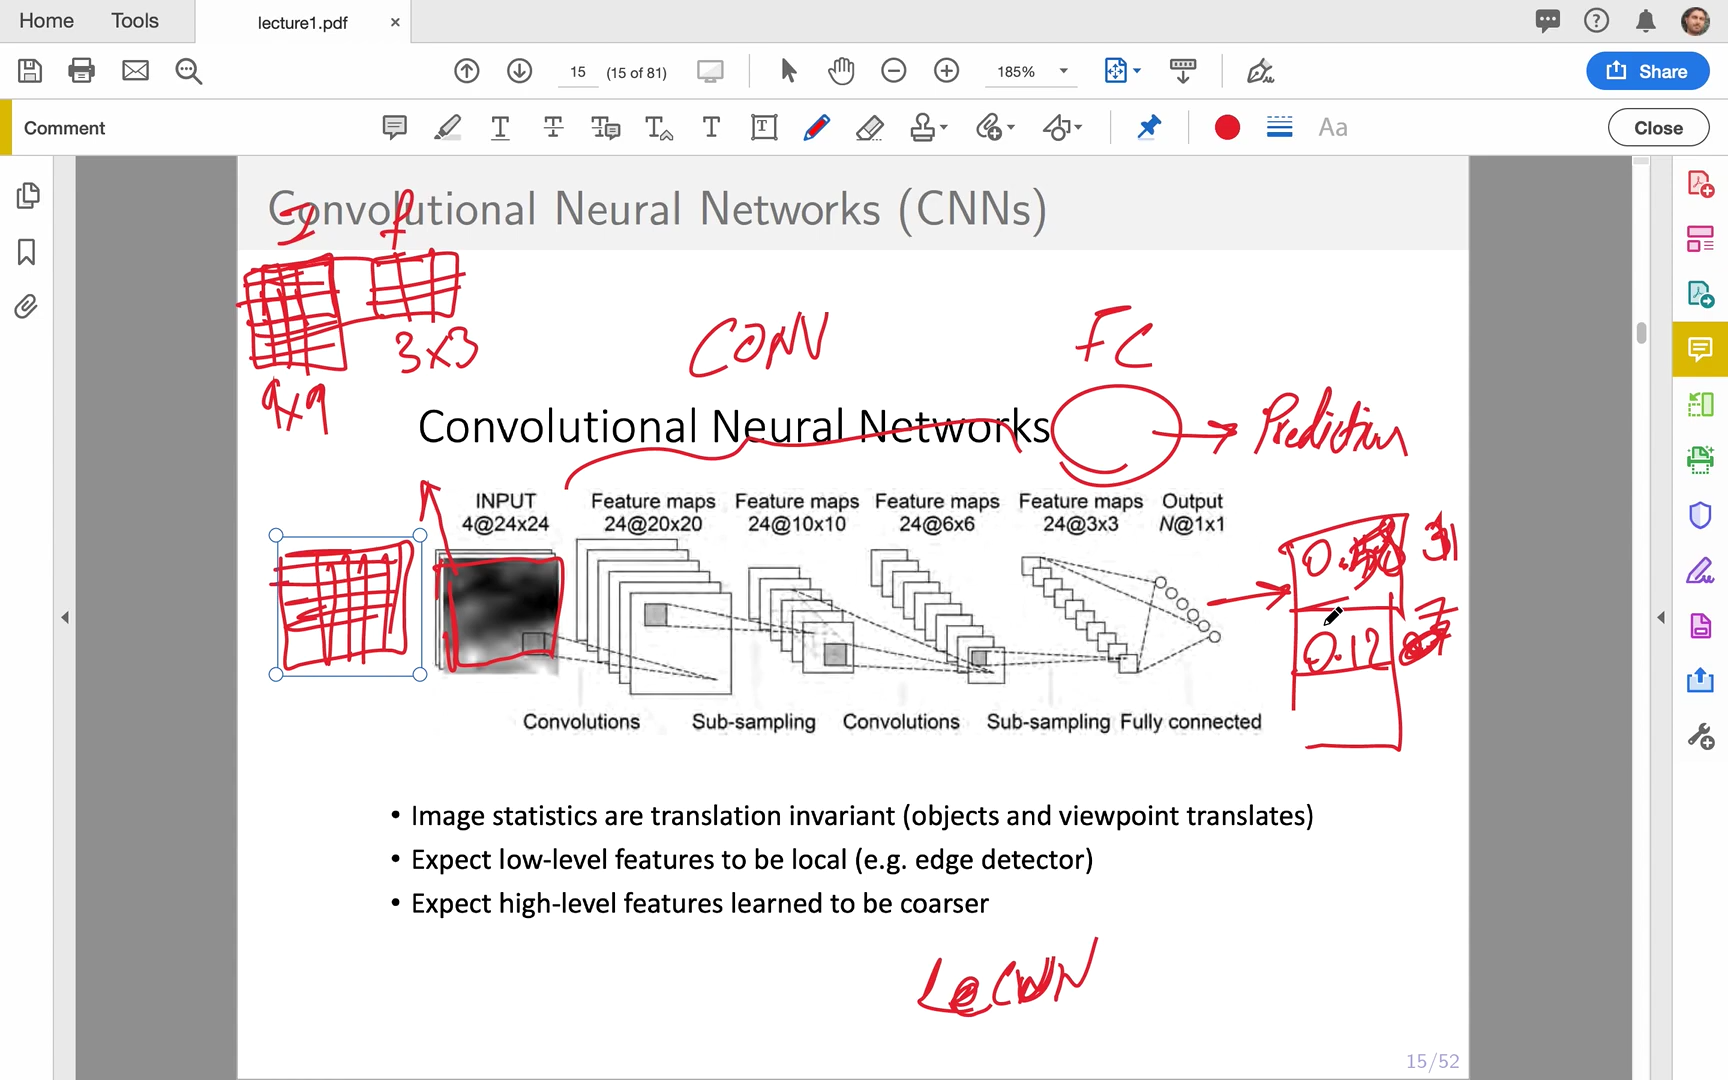 Home Tools lecture1.pdf ×
15 (15 of 81) 185% Share
Comment Aa Close
Convolutional Neural Networks (CNNs)
I f
3x3
9x9
CONV FC
Convolutional Neural Networks
Prediction
INPUT Feature maps Feature maps Feature maps Feature maps Output
4@24x24 24@20x20 24@10x10 24@6x6 24@3x3 N@1x1
0.12
Convolutions Sub-sampling Convolutions Sub-sampling Fully connected
• Image statistics are translation invariant (objects and viewpoint translates)
• Expect low-level features to be local (e.g. edge detector)
• Expect high-level features learned to be coarser
LeCUN
15/52